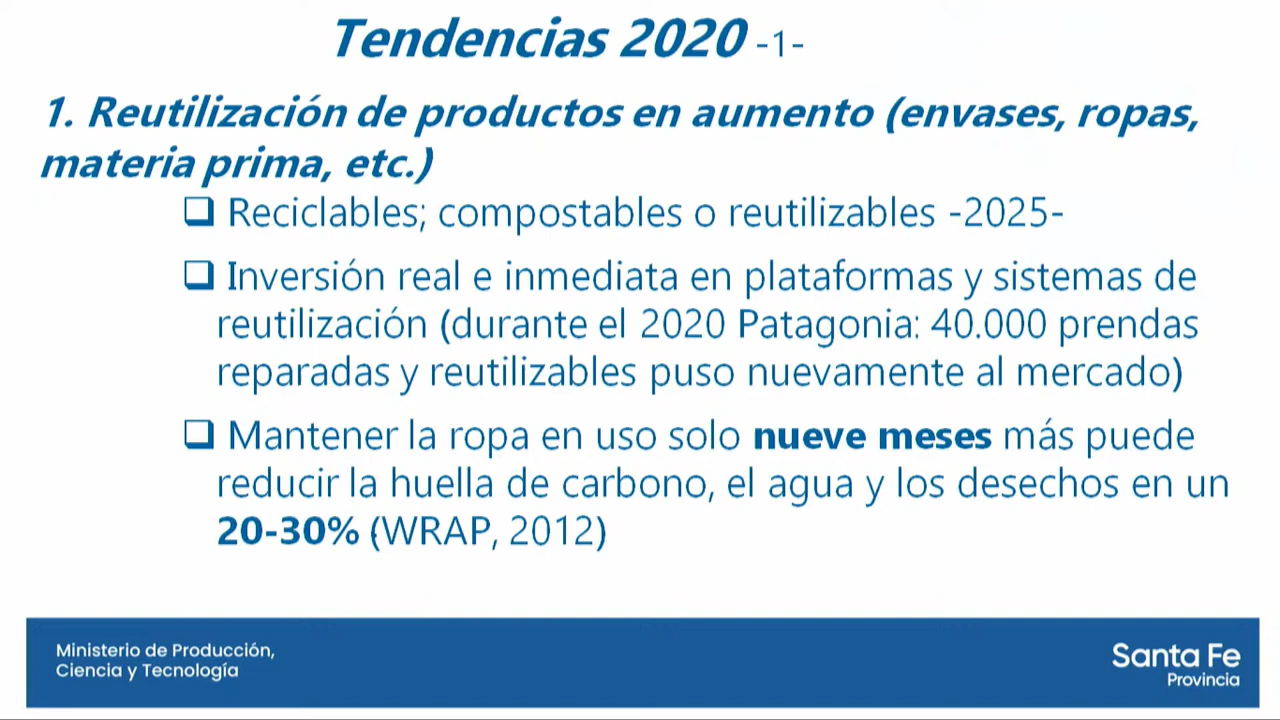 Tendencias 2020 -1-
1. Reutilización de productos en aumento (envases, ropas,
materia prima, etc.)
❑ Reciclables; compostables o reutilizables -2025-
❑ Inversión real e inmediata en plataformas y sistemas de
reutilización (durante el 2020 Patagonia: 40.000 prendas
reparadas y reutilizables puso nuevamente al mercado)
❑ Mantener la ropa en uso solo nueve meses más puede
reducir la huella de carbono, el agua y los desechos en un
20-30% (WRAP, 2012)
Ministerio de Producción,
Ciencia y Tecnología
Santa Fe
Provincia